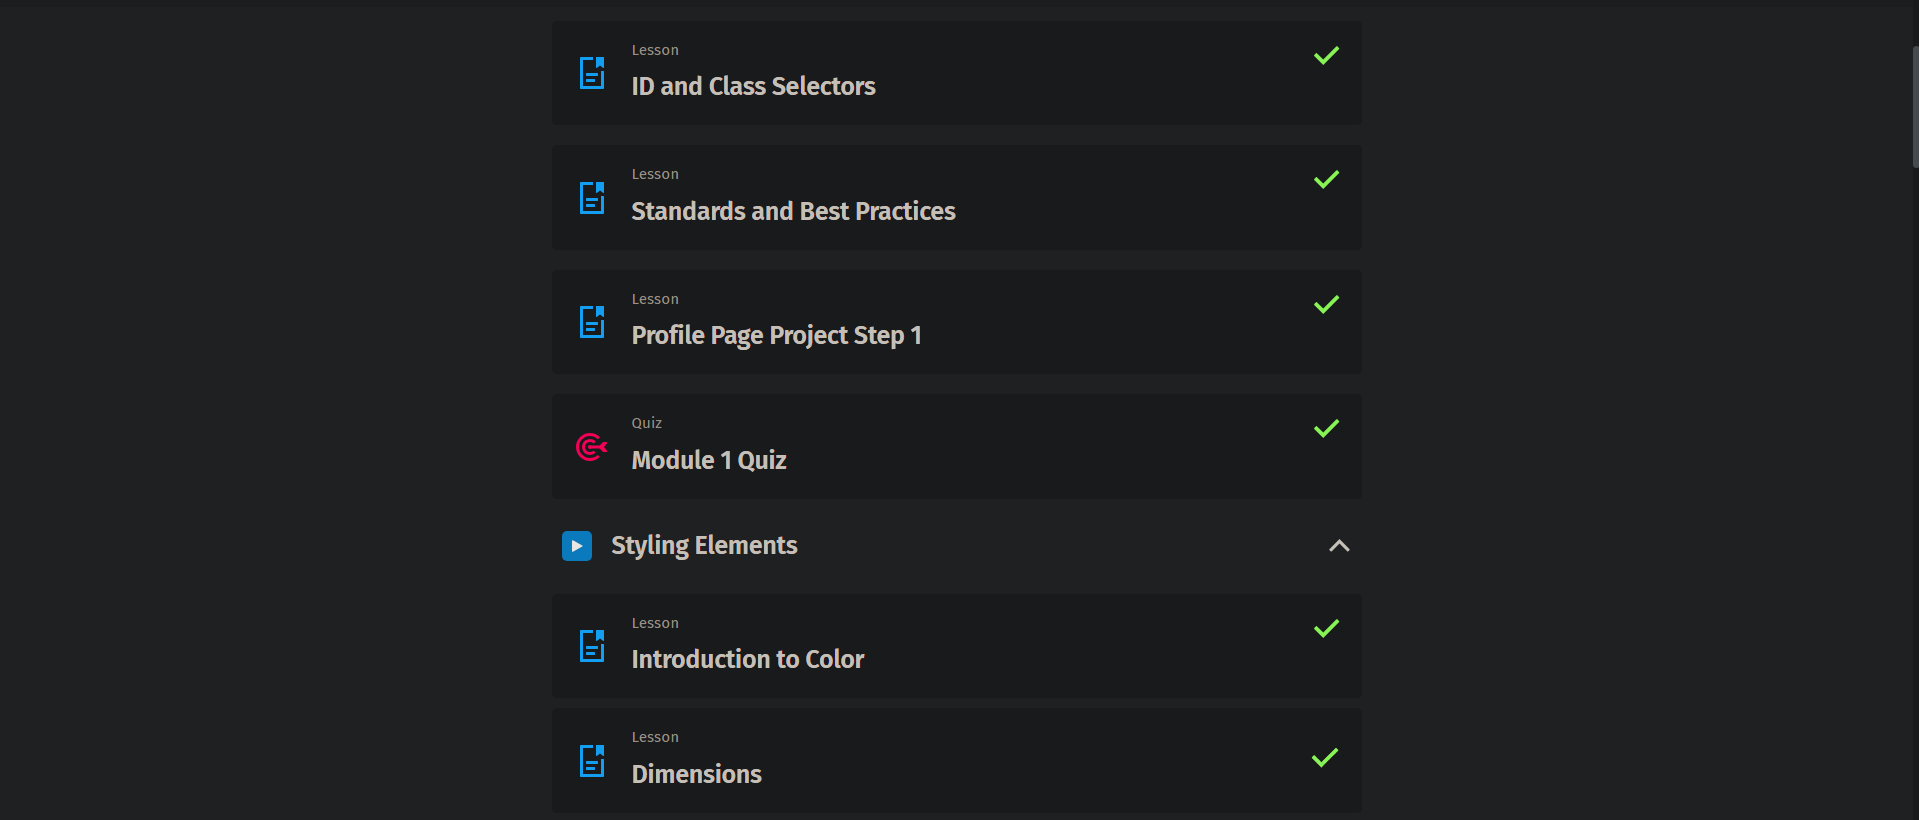 Lesson
ID and Class Selectors
Lesson
Standards and Best Practices
Lesson
Profile Page Project Step 1
Quiz
Module 1 Quiz
Styling Elements
Lesson
Introduction to Color
Lesson
Dimensions